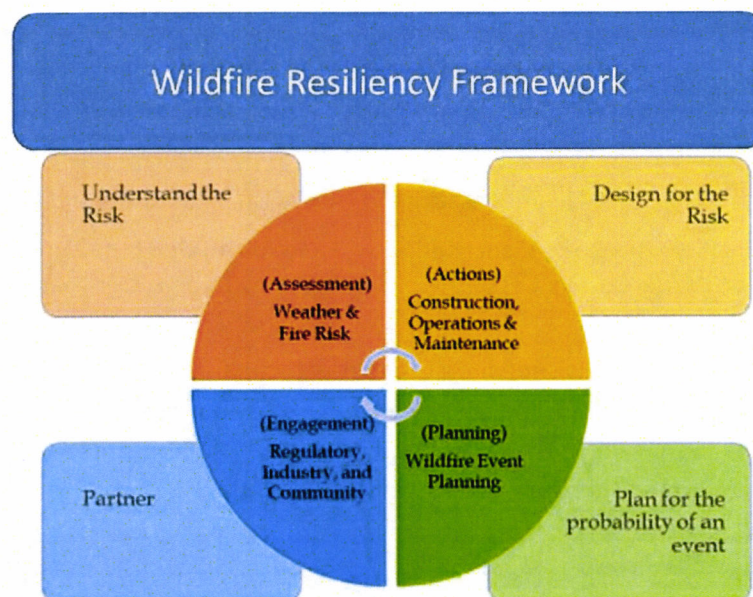 Wildfire Resiliency Framework
Understand the
Risk
Design for the
Risk
(Assessment)
Weather &
Fire Risk
(Actions)
Construction,
Operations &
Maintenance
(Engagement)
Regulatory,
Industry, and
Community
(Planning)
Wildfire Event
Planning
Partner
Plan for the
probability of an
event